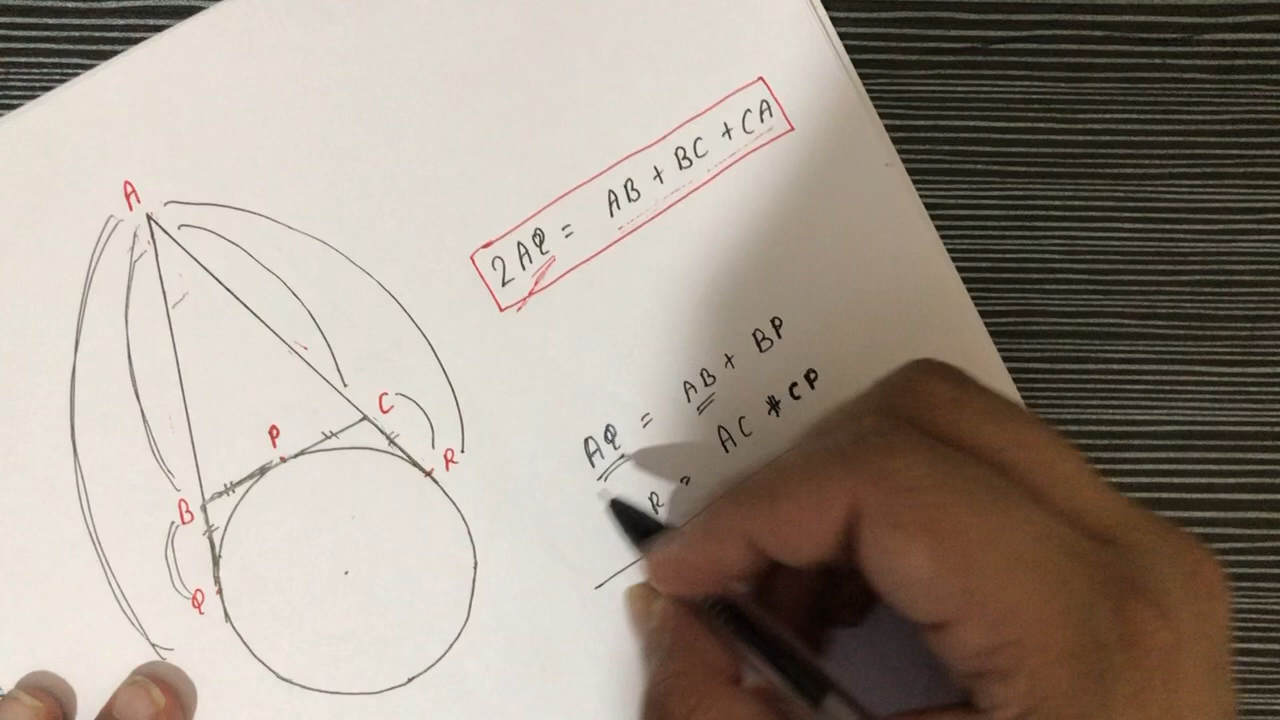 A
2AQ = AB + BC + CA
AQ = AB + BP
R = AC + CP
C
P
R
B
Q